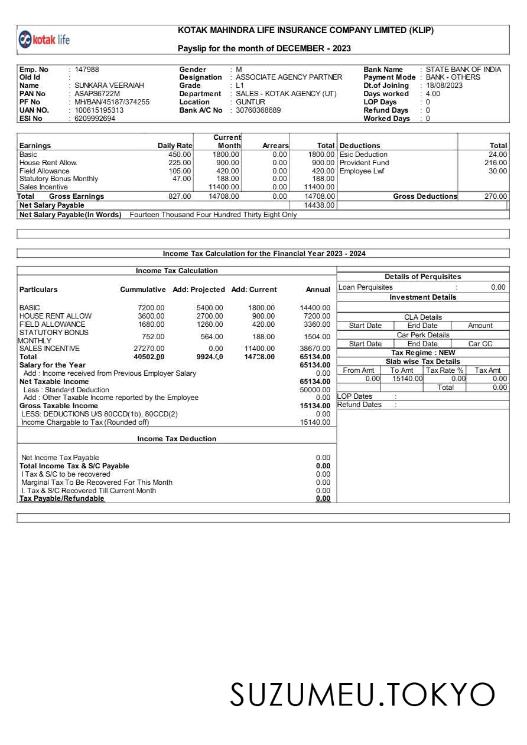 kotak life
KOTAK MAHINDRA LIFE INSURANCE COMPANY LIMITED (KLIP)
Payslip for the month of DECEMBER - 2023
Emp. No : 147988 Gender : M Bank Name : STATE BANK OF INDIA
Old Id : Designation : ASSOCIATE AGENCY PARTNER Payment Mode : BANK - OTHERS
Name : SUNKARA VEERAIAH Grade : L1 Dt.of Joining : 18/08/2023
PAN No : ASAPS6722M Department : SALES - KOTAK AGENCY (UT) Days worked : 4.00
PF No : MH/BAN/45187/374255 Location : GUNTUR LOP Days : 0
UAN NO. : 100615195313 Bank A/C No : 30760368689 Refund Days : 0
ESI No : 6209992694 Worked Days : 0
Earnings Daily Rate Current Month Arrears Total Deductions Total
Basic 450.00 1800.00 0.00 1800.00 Esic Deduction 24.00
House Rent Allow. 225.00 900.00 0.00 900.00 Provident Fund 216.00
Field Allowance 105.00 420.00 0.00 420.00 Employee Lwf 30.00
Statutory Bonus Monthly 47.00 188.00 0.00 188.00
Sales Incentive 11400.00 0.00 11400.00
Total Gross Earnings 827.00 14708.00 0.00 14708.00 Gross Deductions 270.00
Net Salary Payable 14438.00
Net Salary Payable(In Words) Fourteen Thousand Four Hundred Thirty Eight Only
Income Tax Calculation for the Financial Year 2023 - 2024
Income Tax Calculation
Particulars Cummulative Add: Projected Add: Current Annual
BASIC 7200.00 5400.00 1800.00 14400.00
HOUSE RENT ALLOW 3600.00 2700.00 900.00 7200.00
FIELD ALLOWANCE 1680.00 1260.00 420.00 3360.00
STATUTORY BONUS MONTHLY 752.00 564.00 188.00 1504.00
SALES INCENTIVE 27270.00 0.00 11400.00 38670.00
Total 40502.00 9924.00 14708.00 65134.00
Salary for the Year 65134.00
Add : Income received from Previous Employer Salary 0.00
Net Taxable Income 65134.00
Less : Standard Deduction 50000.00
Add : Other Taxable Income reported by the Employee 0.00
Gross Taxable Income 15134.00
LESS: DEDUCTIONS U/S 80CCD(1b), 80CCD(2) 0.00
Income Chargable to Tax (Rounded off) 15140.00
Income Tax Deduction
Net Income Tax Payable 0.00
Total Income Tax & S/C Payable 0.00
I Tax & S/C to be recovered 0.00
Marginal Tax To Be Recovered For This Month 0.00
I. Tax & S/C Recovered Till Current Month 0.00
Tax Payable/Refundable 0.00
Details of Perquisites
Loan Perquisites : 0.00
Investment Details
CLA Details
Start Date End Date Amount
Car Perk Details
Start Date End Date Car CC
Tax Regime : NEW
Slab wise Tax Details
From Amt To Amt Tax Rate % Tax Amt
0.00 15140.00 0.00 0.00
Total 0.00
LOP Dates :
Refund Dates :
SUZUMEU.TOKYO